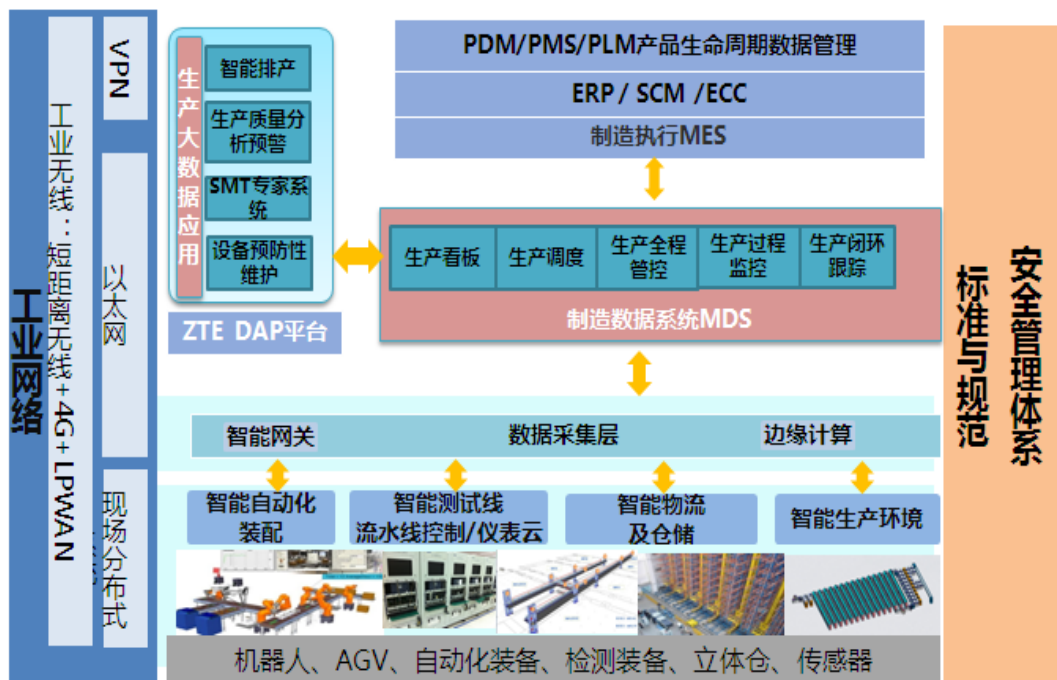 工业网络
工业无线：短距离无线+4G+LPWAN
VPN
以太网
现场分布式
生产大数据应用
智能排产
生产质量分
析预警
SMT专家系
统
设备预防性
维护
ZTE DAP平台
PDM/PMS/PLM产品生命周期数据管理
ERP / SCM /ECC
制造执行MES
生产看板
生产调度
生产全程
管控
生产过程
监控
生产闭环
跟踪
制造数据系统MDS
智能网关
数据采集层
边缘计算
智能自动化
装配
智能测试线
流水线控制/仪表云
智能物流
及仓储
智能生产环境
机器人、AGV、自动化装备、检测装备、立体仓、传感器
标准与规范
安全管理体系